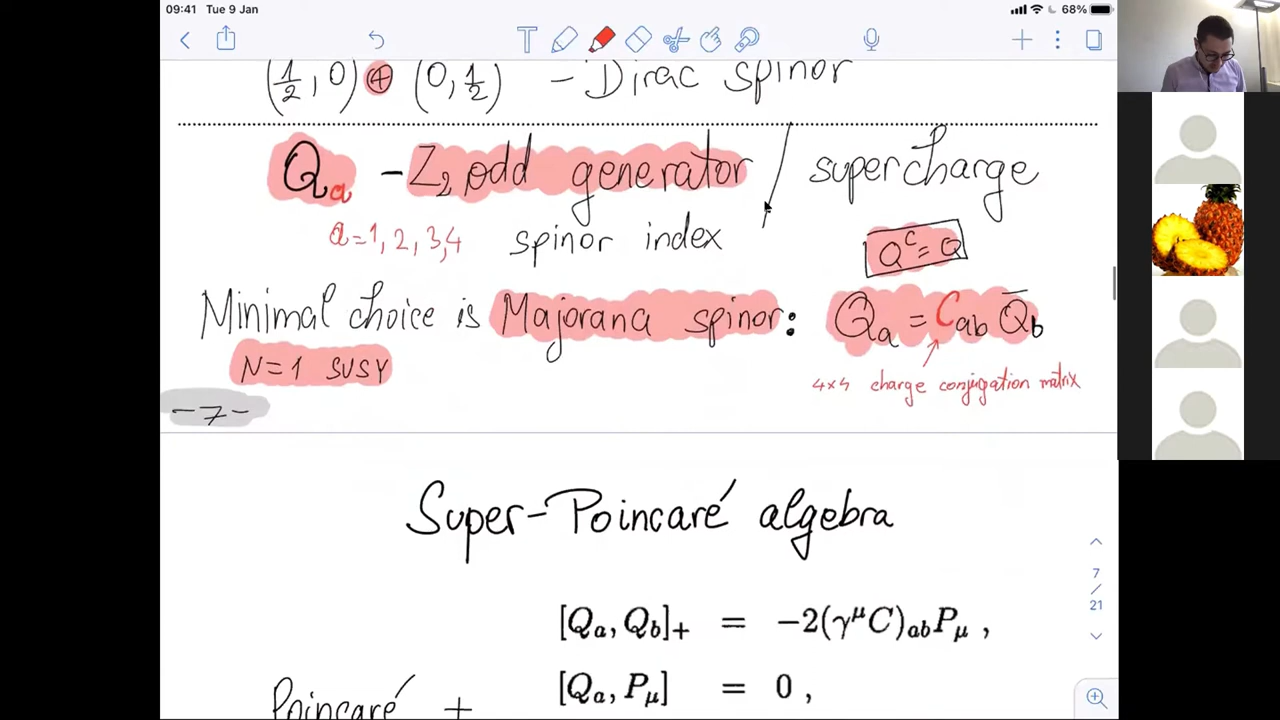 09:41 Tue 9 Jan
68%
(1/2, 0) ⊕ (0, 1/2) – Dirac spinor
Qa – Z₂ odd generator / supercharge
a=1, 2, 3, 4 spinor index
Q^C = Q
Minimal choice is Majorana spinor: Qa = Cab Q̄b
N=1 SUSY
4×4 charge conjugation matrix
-7-
Super-Poincaré algebra
[Qa, Qb]+ = −2(γ^μ C)ab Pμ ,
[Qa, Pμ] = 0 ,
Poincaré +
7
/
21